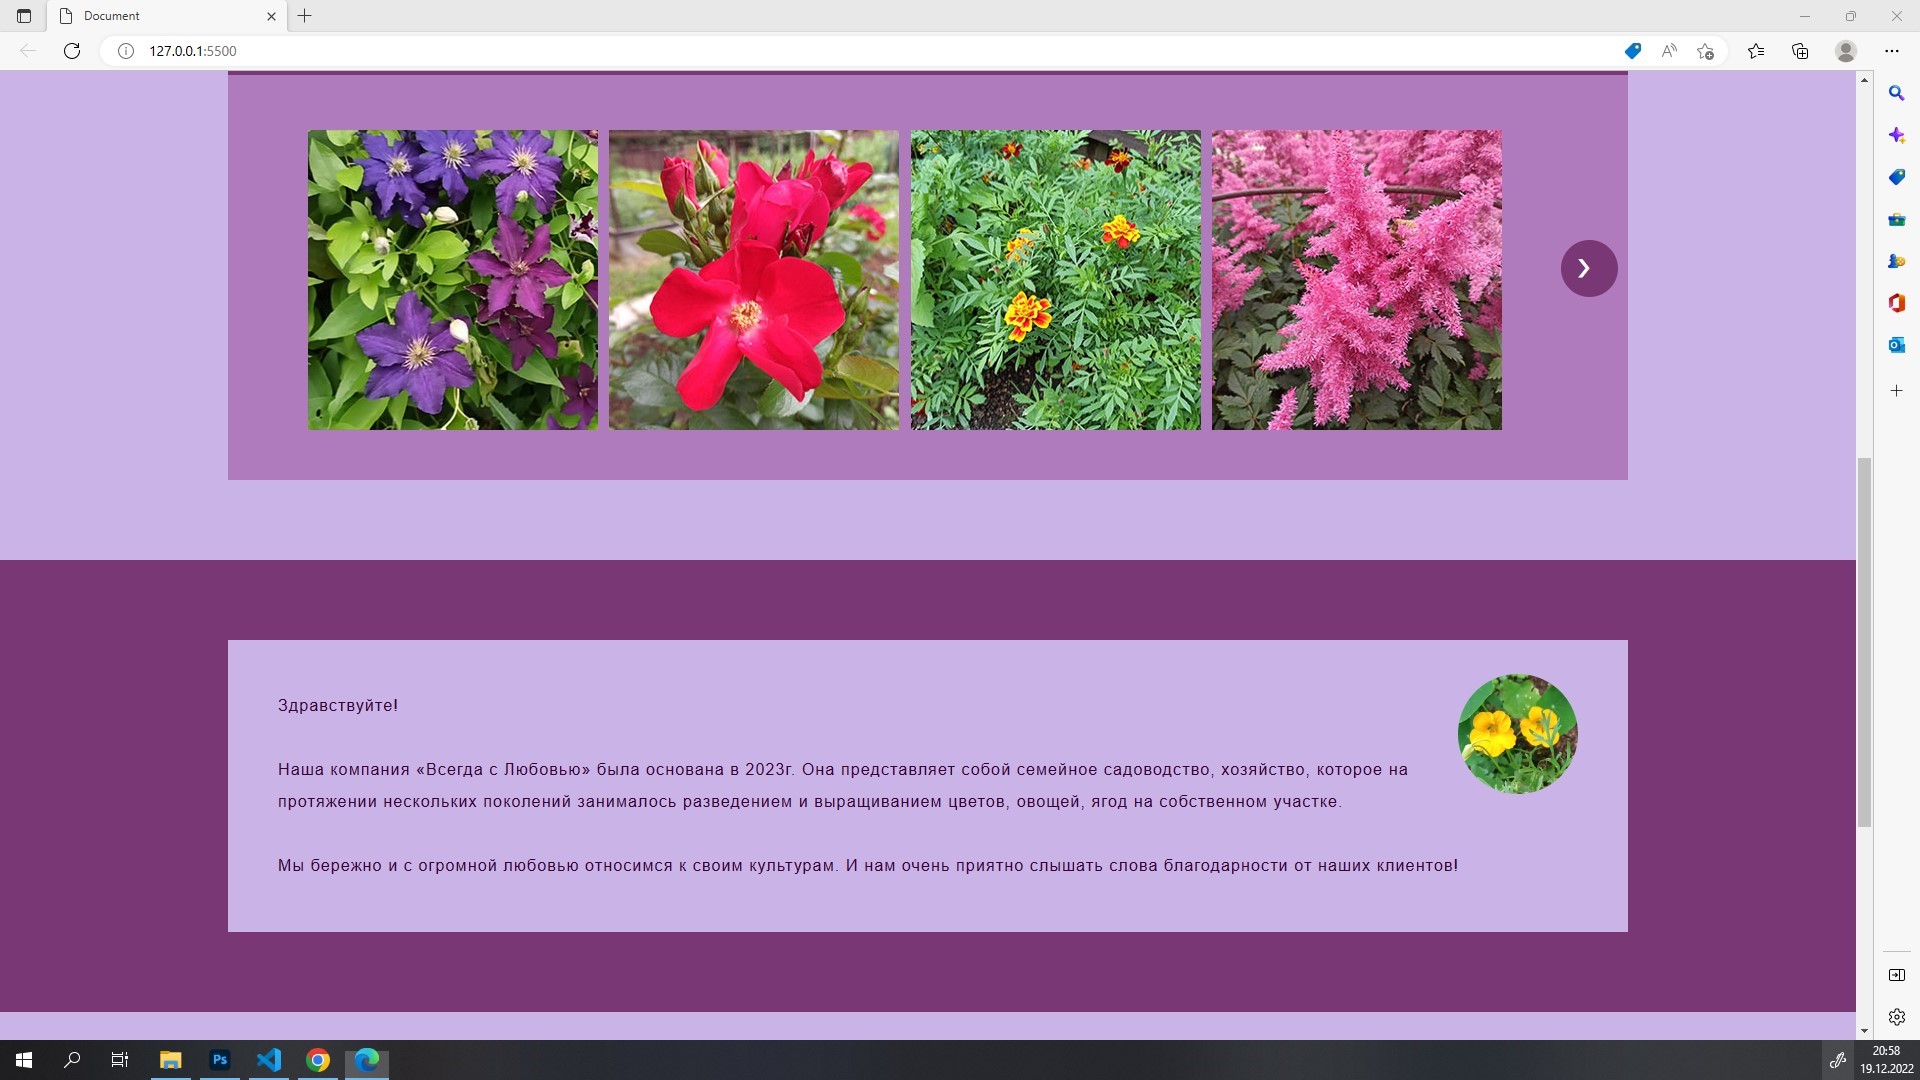 Document
127.0.0.1:5500
Здравствуйте!
Наша компания «Всегда с Любовью» была основана в 2023г. Она представляет собой семейное садоводство, хозяйство, которое на
протяжении нескольких поколений занималось разведением и выращиванием цветов, овощей, ягод на собственном участке.
Мы бережно и с огромной любовью относимся к своим культурам. И нам очень приятно слышать слова благодарности от наших клиентов!
Ps
20:58
19.12.2022